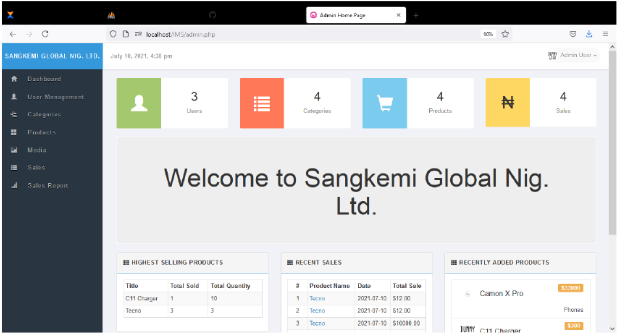 Admin Home Page
localhost/IMS/admin.php
90%
SANGKEMI GLOBAL NIG. LTD.
July 10, 2021, 4:38 pm
Admin User
Dashboard
User Management
Categories
Products
Media
Sales
Sales Report
3
Users
4
Categories
4
Products
4
Sales
Welcome to Sangkemi Global Nig.
Ltd.
HIGHEST SELLING PRODUCTS
Title Total Sold Total Quantity
C11 Charger 1 10
Tecno 3 3
RECENT SALES
# Product Name Date Total Sale
1 Tecno 2021-07-10 $12.00
2 Tecno 2021-07-10 $12.00
3 Tecno 2021-07-10 $10000.00
RECENTLY ADDED PRODUCTS
Camon X Pro
Phones
C11 Charger
$300